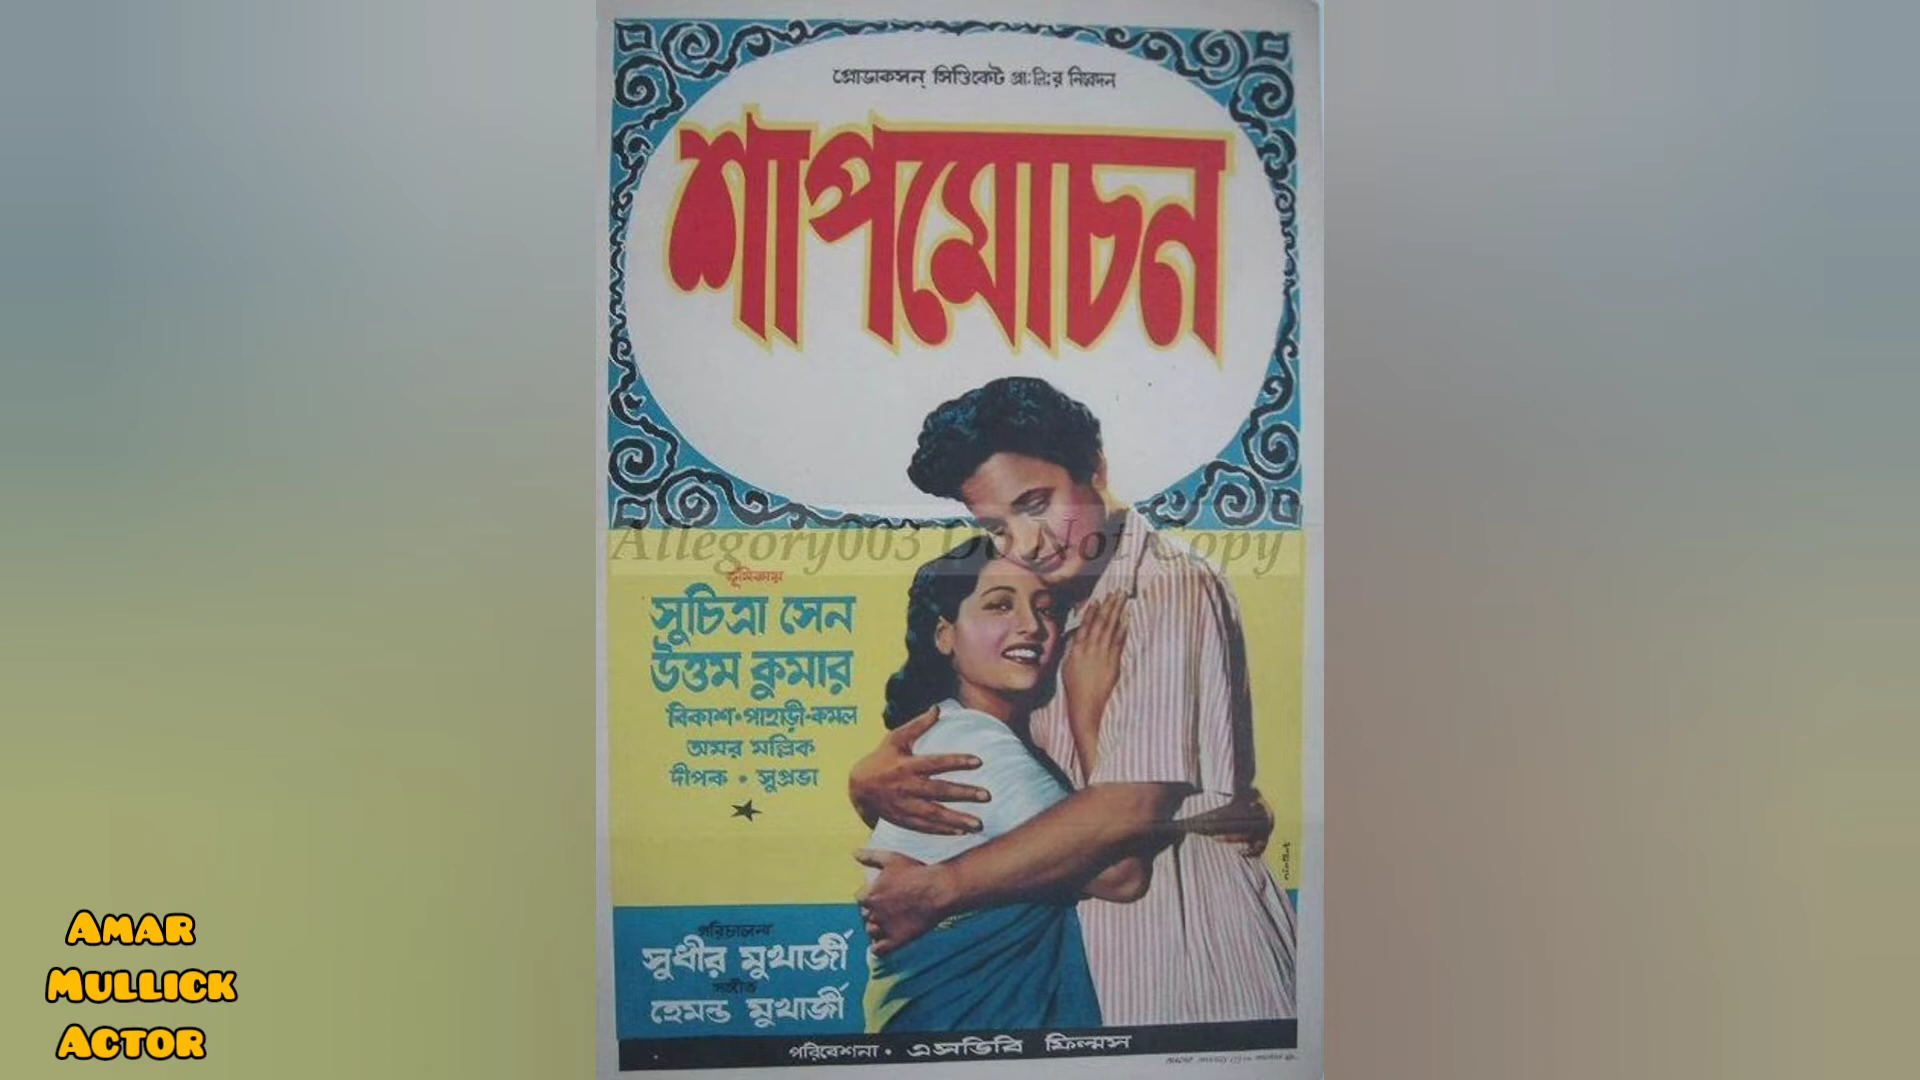 প্রোডাকসন্ সিণ্ডিকেট প্রা:লি:র নিবেদন
শাপমোচন
Allegory003 Do Not Copy
ভূমিকায়
সুচিত্রা সেন
উত্তম কুমার
বিকাশ·পাহাড়ী·কমল
অমর মল্লিক
দীপক • সুপ্রভা
পরিচালনা
সুধীর মুখার্জী
সঙ্গীত
হেমন্ত মুখার্জী
পরিবেশনা • এসডিবি ফিল্মস
AMAR
MULLICK
ACTOR